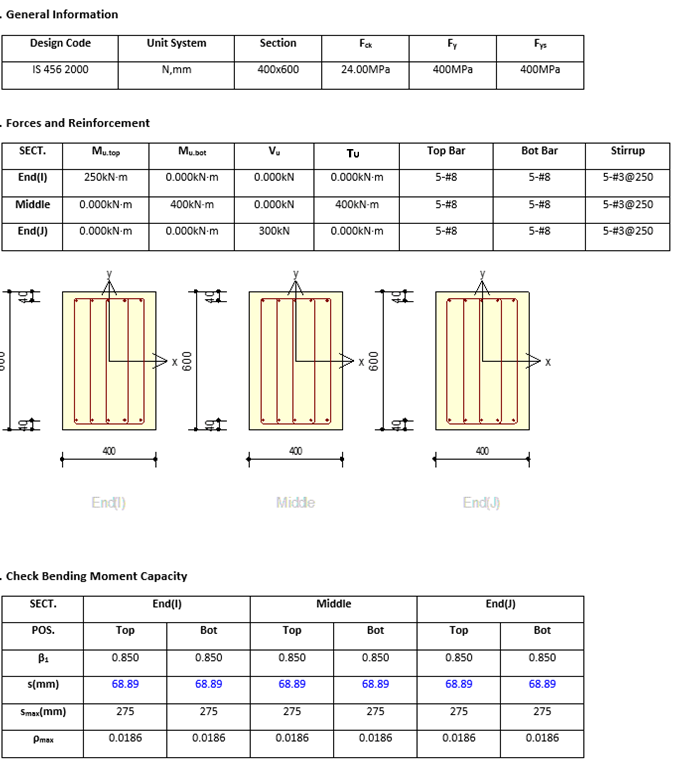 . General Information
Design Code Unit System Section Fck Fy Fys
IS 456 2000 N,mm 400x600 24.00MPa 400MPa 400MPa
. Forces and Reinforcement
SECT. Mu.top Mu.bot Vu Tu Top Bar Bot Bar Stirrup
End(I) 250kN·m 0.000kN·m 0.000kN 0.000kN·m 5-#8 5-#8 5-#3@250
Middle 0.000kN·m 400kN·m 0.000kN 400kN·m 5-#8 5-#8 5-#3@250
End(J) 0.000kN·m 0.000kN·m 300kN 0.000kN·m 5-#8 5-#8 5-#3@250
y y y
40 40 40
600 x 600 x 600 x
40 40 40
400 400 400
End(I) Middle End(J)
. Check Bending Moment Capacity
SECT. End(I) Middle End(J)
POS. Top Bot Top Bot Top Bot
β1 0.850 0.850 0.850 0.850 0.850 0.850
s(mm) 68.89 68.89 68.89 68.89 68.89 68.89
smax(mm) 275 275 275 275 275 275
ρmax 0.0186 0.0186 0.0186 0.0186 0.0186 0.0186